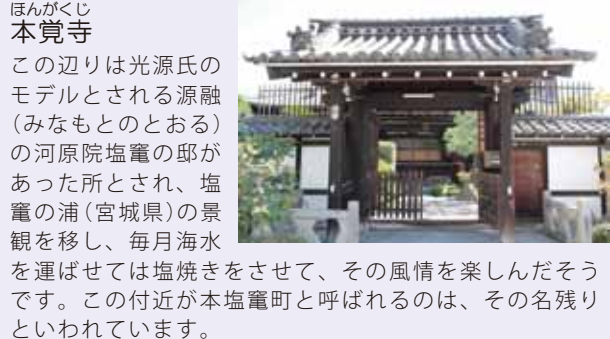 ほんがくじ
本覚寺
この辺りは光源氏の
モデルとされる源融
(みなもとのとおる)
の河原院塩竃の邸が
あった所とされ、塩
竃の浦(宮城県)の景
観を移し、毎月海水
を運ばせては塩焼きをさせて、その風情を楽しんだそう
です。この付近が本塩竃町と呼ばれるのは、その名残り
といわれています。